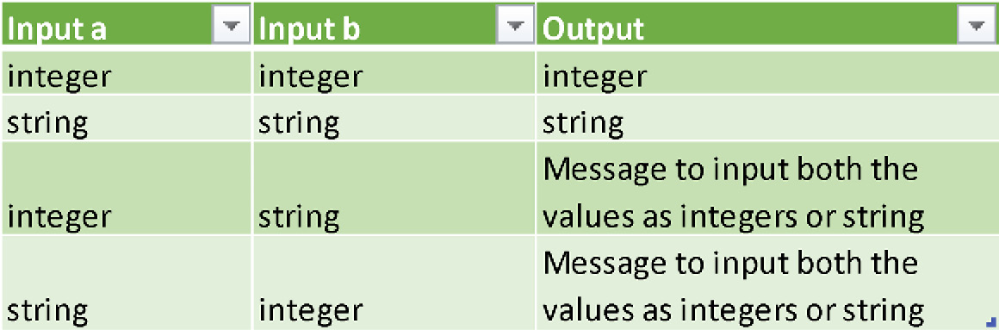 Input a Input b Output
integer integer integer
string string string
Message to input both the
integer string values as integers or string
Message to input both the
string integer values as integers or string